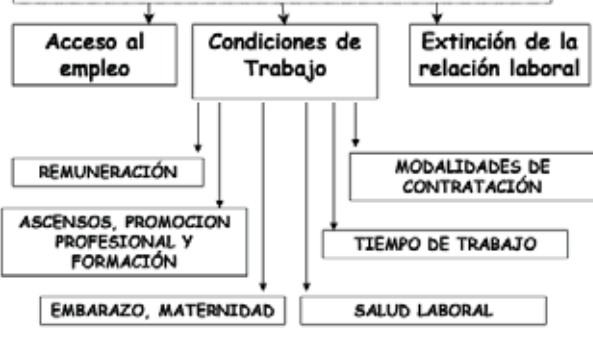 Acceso al
empleo
Condiciones de
Trabajo
Extinción de la
relación laboral
REMUNERACIÓN
MODALIDADES DE
CONTRATACIÓN
ASCENSOS, PROMOCION
PROFESIONAL Y
FORMACIÓN
TIEMPO DE TRABAJO
EMBARAZO, MATERNIDAD
SALUD LABORAL